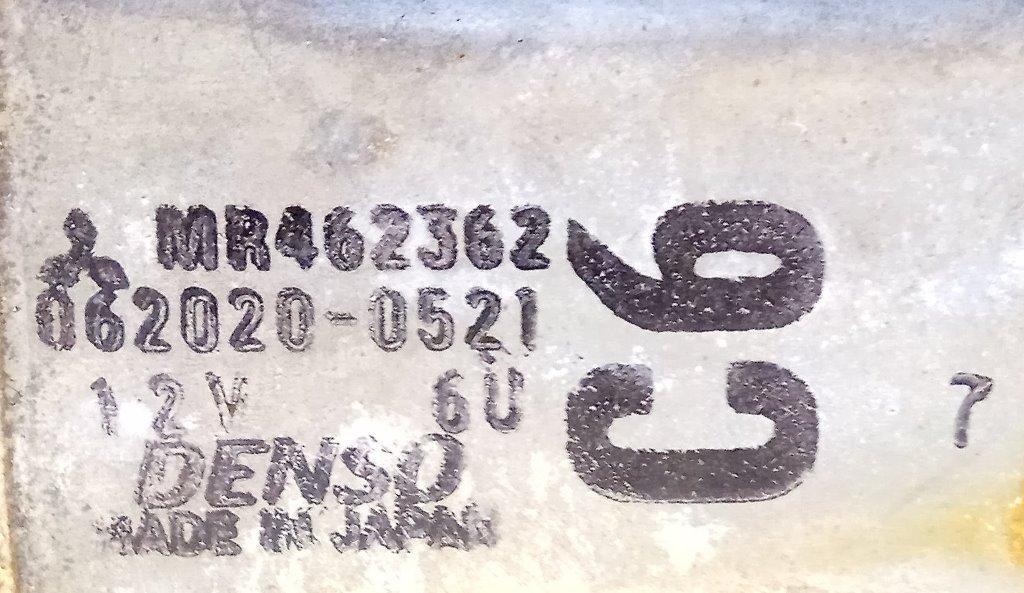 MR462362
062020-0521
12V 6U
DENSO
MADE IN JAPAN
C6
7